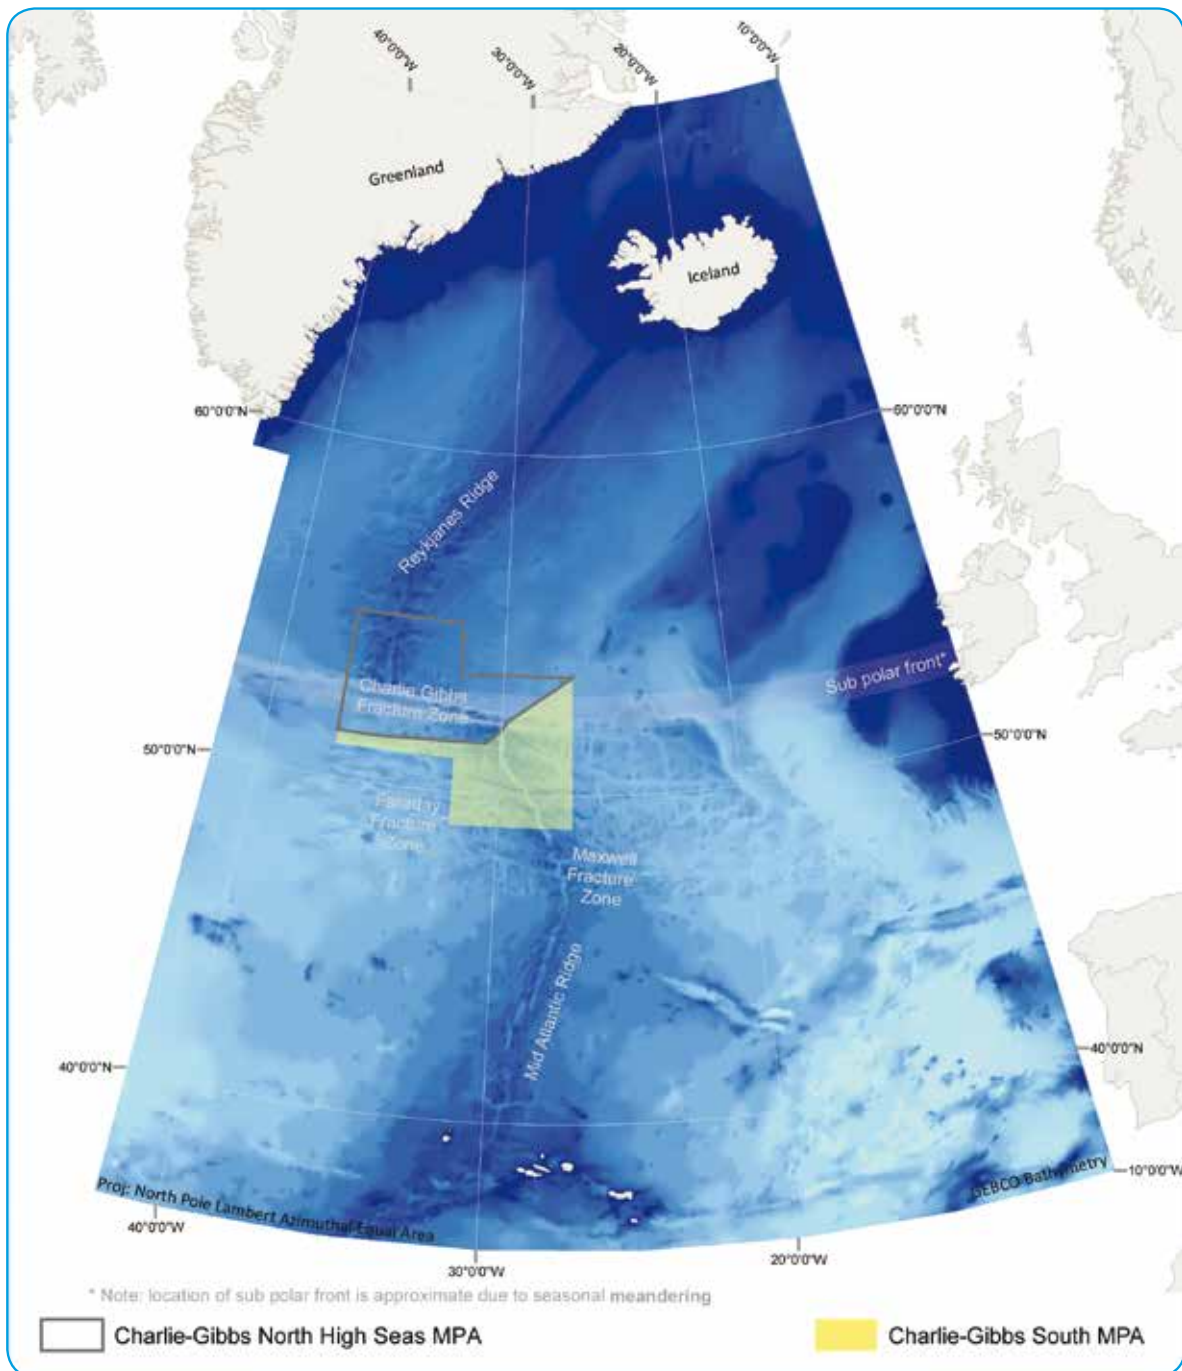 40°0'0"W
30°0'0"W
20°0'0"W
10°0'0"W
Greenland
Iceland
60°0'0"N
60°0'0"N
Reykjanes Ridge
Sub polar front*
Charlie Gibbs
Fracture Zone
50°0'0"N
50°0'0"N
Faraday
Fracture
Zone
Maxwell
Fracture
Zone
Mid Atlantic Ridge
40°0'0"N
40°0'0"N
10°0'0"W
GEBCO Bathymetry
Proj: North Pole Lambert Azimuthal Equal Area
40°0'0"W
30°0'0"W
20°0'0"W
* Note: location of sub polar front is approximate due to seasonal meandering
Charlie-Gibbs North High Seas MPA
Charlie-Gibbs South MPA